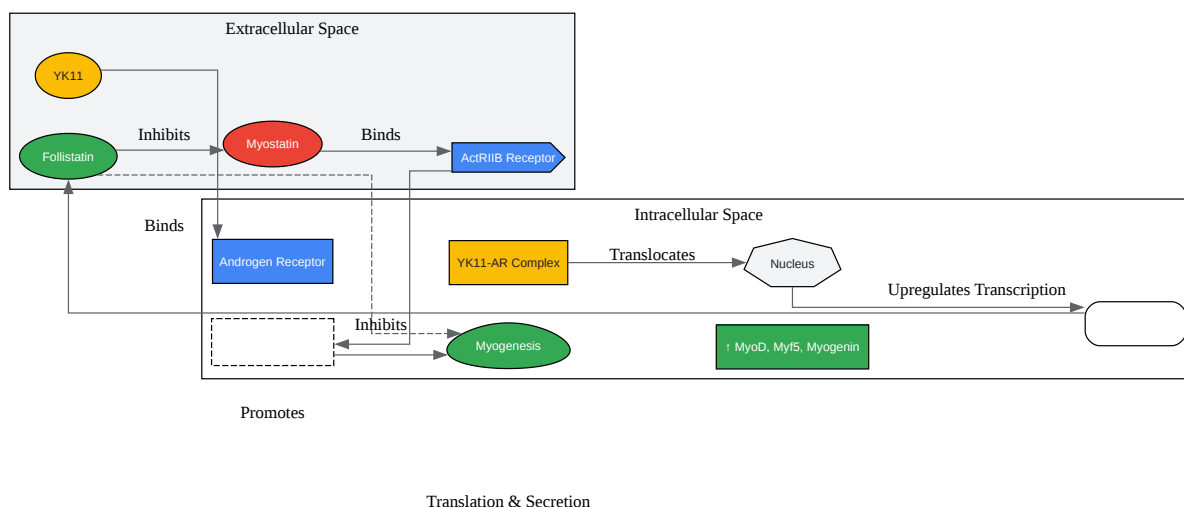 Extracellular Space
YK11
Inhibits
Myostatin
Binds
Follistatin
ActRIIB Receptor
Intracellular Space
Binds
Androgen Receptor
YK11-AR Complex
Translocates
Nucleus
Upregulates Transcription
Inhibits
Myogenesis
↑ MyoD, Myf5, Myogenin
Promotes
Translation & Secretion